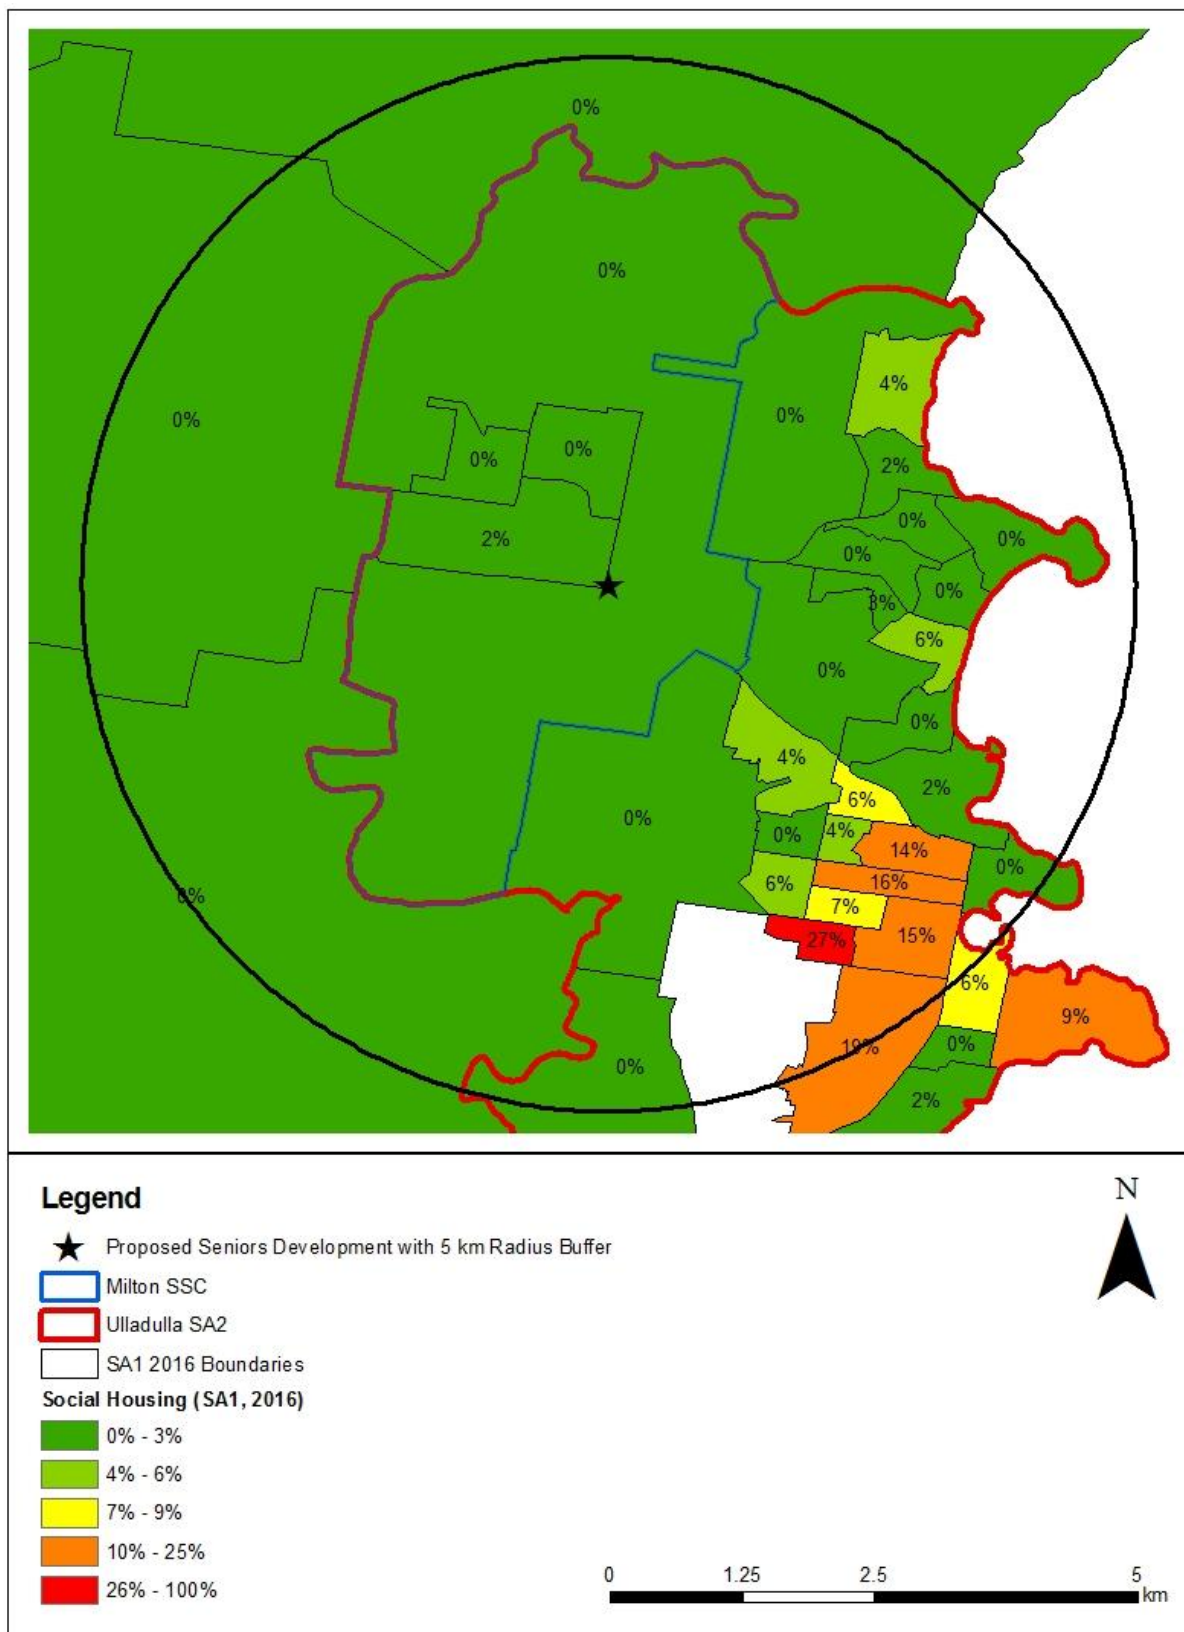 0%
0%
4%
0%
0%
0%
0%
2%
0%
0%
2%
0%
0%
3%
6%
0%
0%
4%
2%
6%
0%
0%
4%
14%
0%
6%
16%
0%
7%
15%
27%
6%
9%
19%
0%
0%
2%
Legend
N
Proposed Seniors Development with 5 km Radius Buffer
Milton SSC
Ulladulla SA2
SA1 2016 Boundaries
Social Housing (SA1, 2016)
0% - 3%
4% - 6%
7% - 9%
10% - 25%
26% - 100%
0 1.25 2.5 5
km